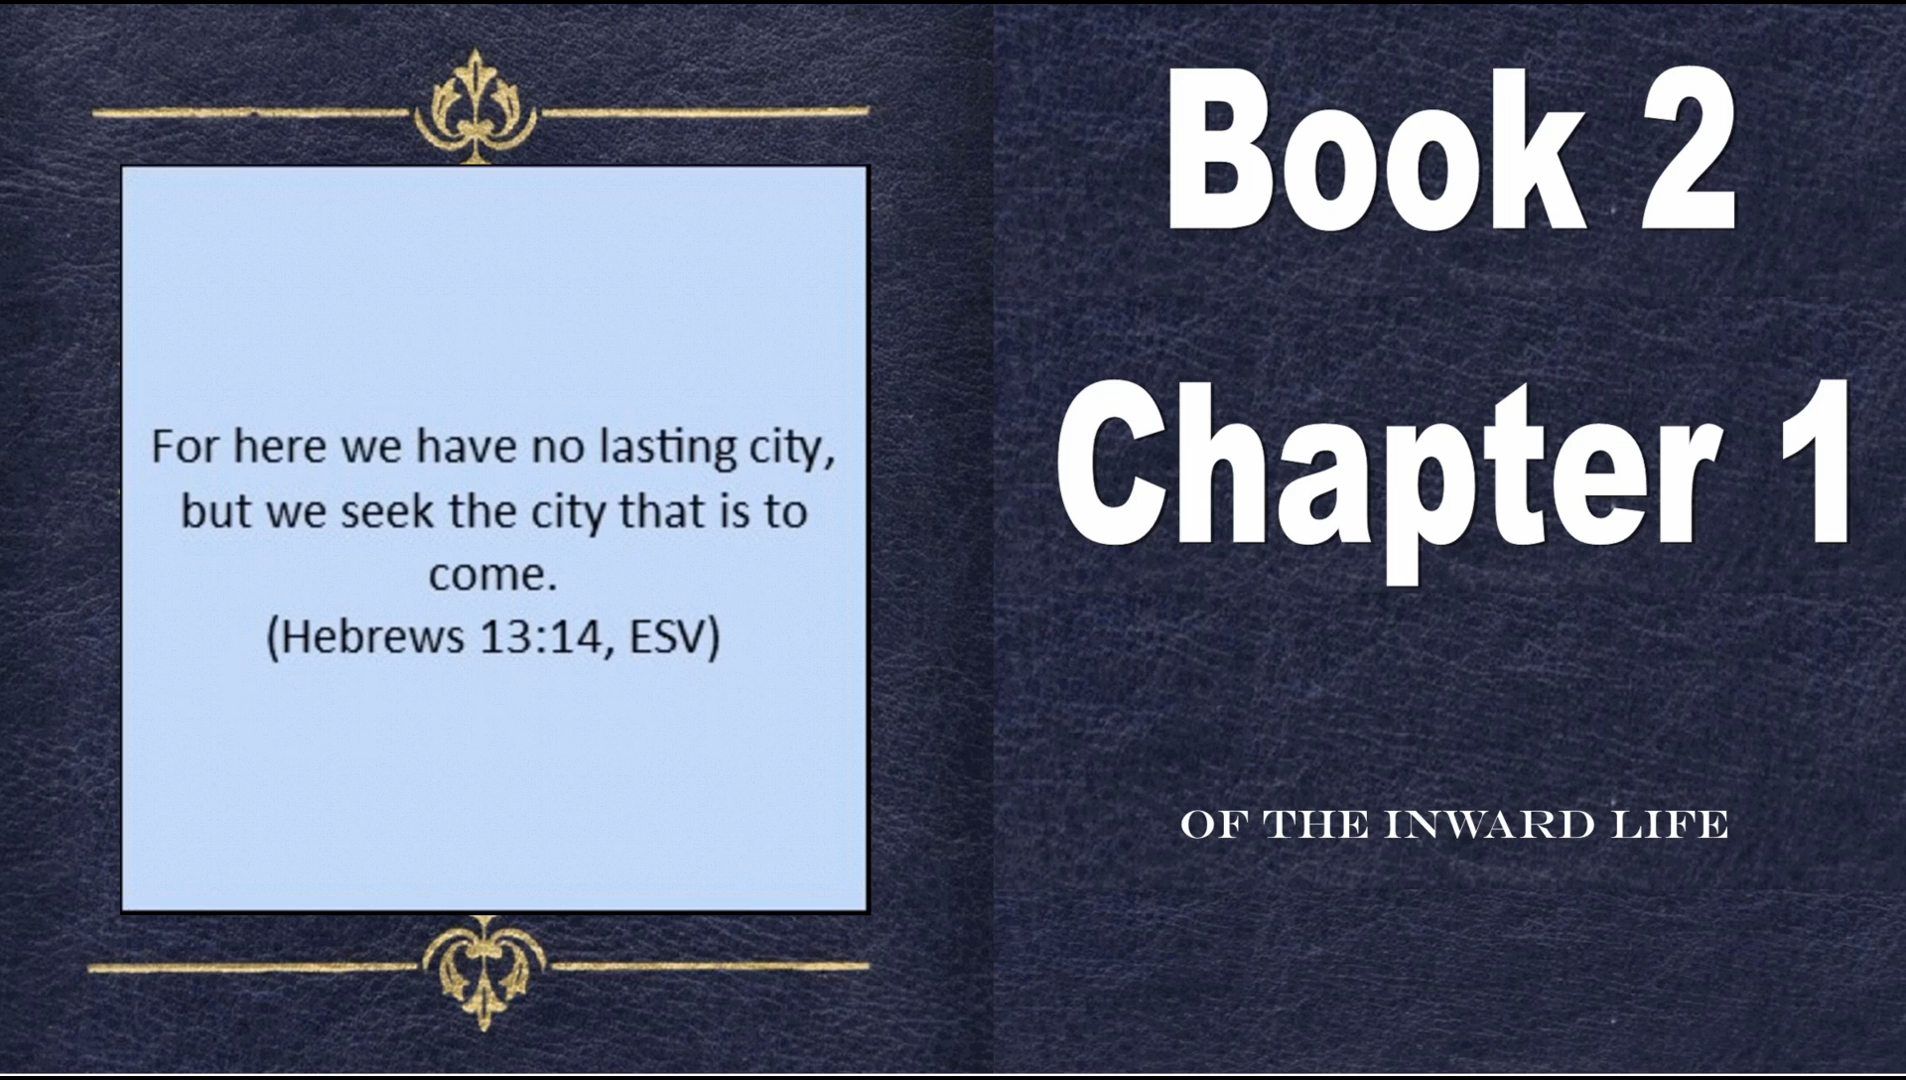 For here we have no lasting city,
but we seek the city that is to
come.
(Hebrews 13:14, ESV)
Book 2
Chapter 1
OF THE INWARD LIFE